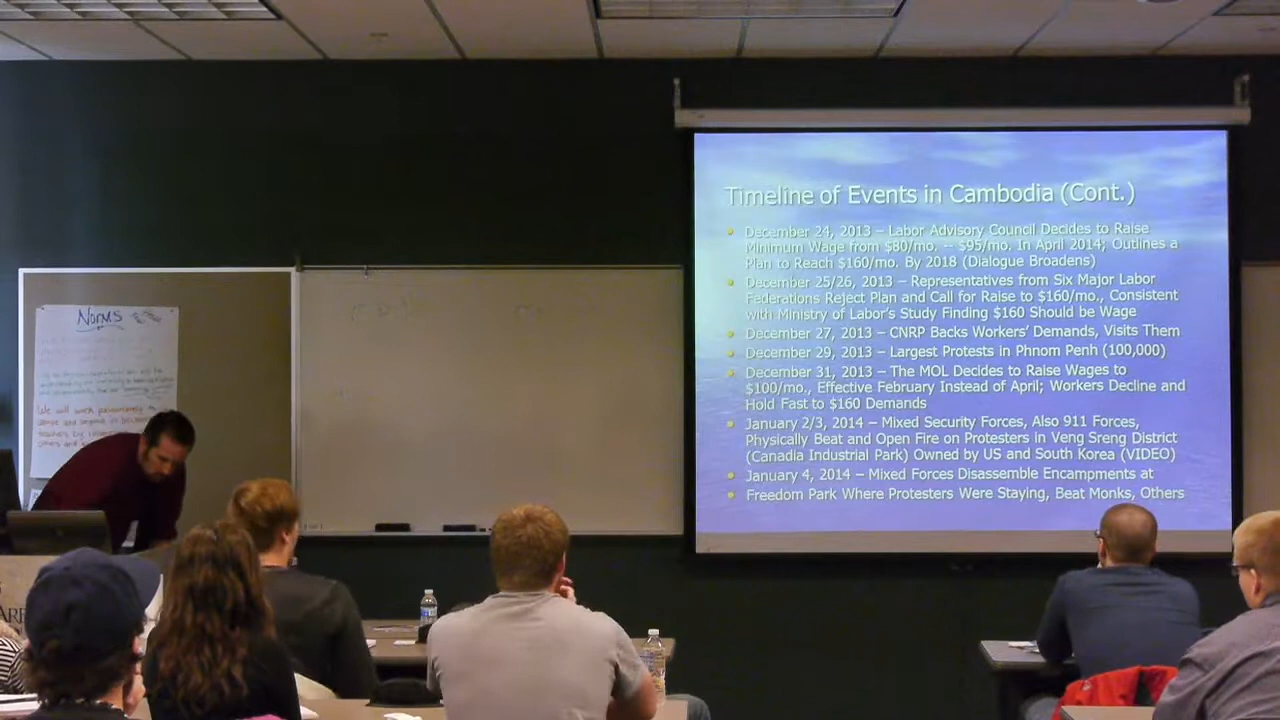 Norms
We will work
Timeline of Events in Cambodia (Cont.)
December 24, 2013 – Labor Advisory Council Decides to Raise
Minimum Wage from $80/mo. -- $95/mo. In April 2014; Outlines a
Plan to Reach $160/mo. By 2018 (Dialogue Broadens)
December 25/26, 2013 – Representatives from Six Major Labor
Federations Reject Plan and Call for Raise to $160/mo., Consistent
with Ministry of Labor's Study Finding $160 Should be Wage
December 27, 2013 – CNRP Backs Workers' Demands, Visits Them
December 29, 2013 – Largest Protests in Phnom Penh (100,000)
December 31, 2013 – The MOL Decides to Raise Wages to
$100/mo., Effective February Instead of April; Workers Decline and
Hold Fast to $160 Demands
January 2/3, 2014 – Mixed Security Forces, Also 911 Forces,
Physically Beat and Open Fire on Protesters in Veng Sreng District
(Canadia Industrial Park) Owned by US and South Korea (VIDEO)
January 4, 2014 – Mixed Forces Disassemble Encampments at
Freedom Park Where Protesters Were Staying, Beat Monks, Others